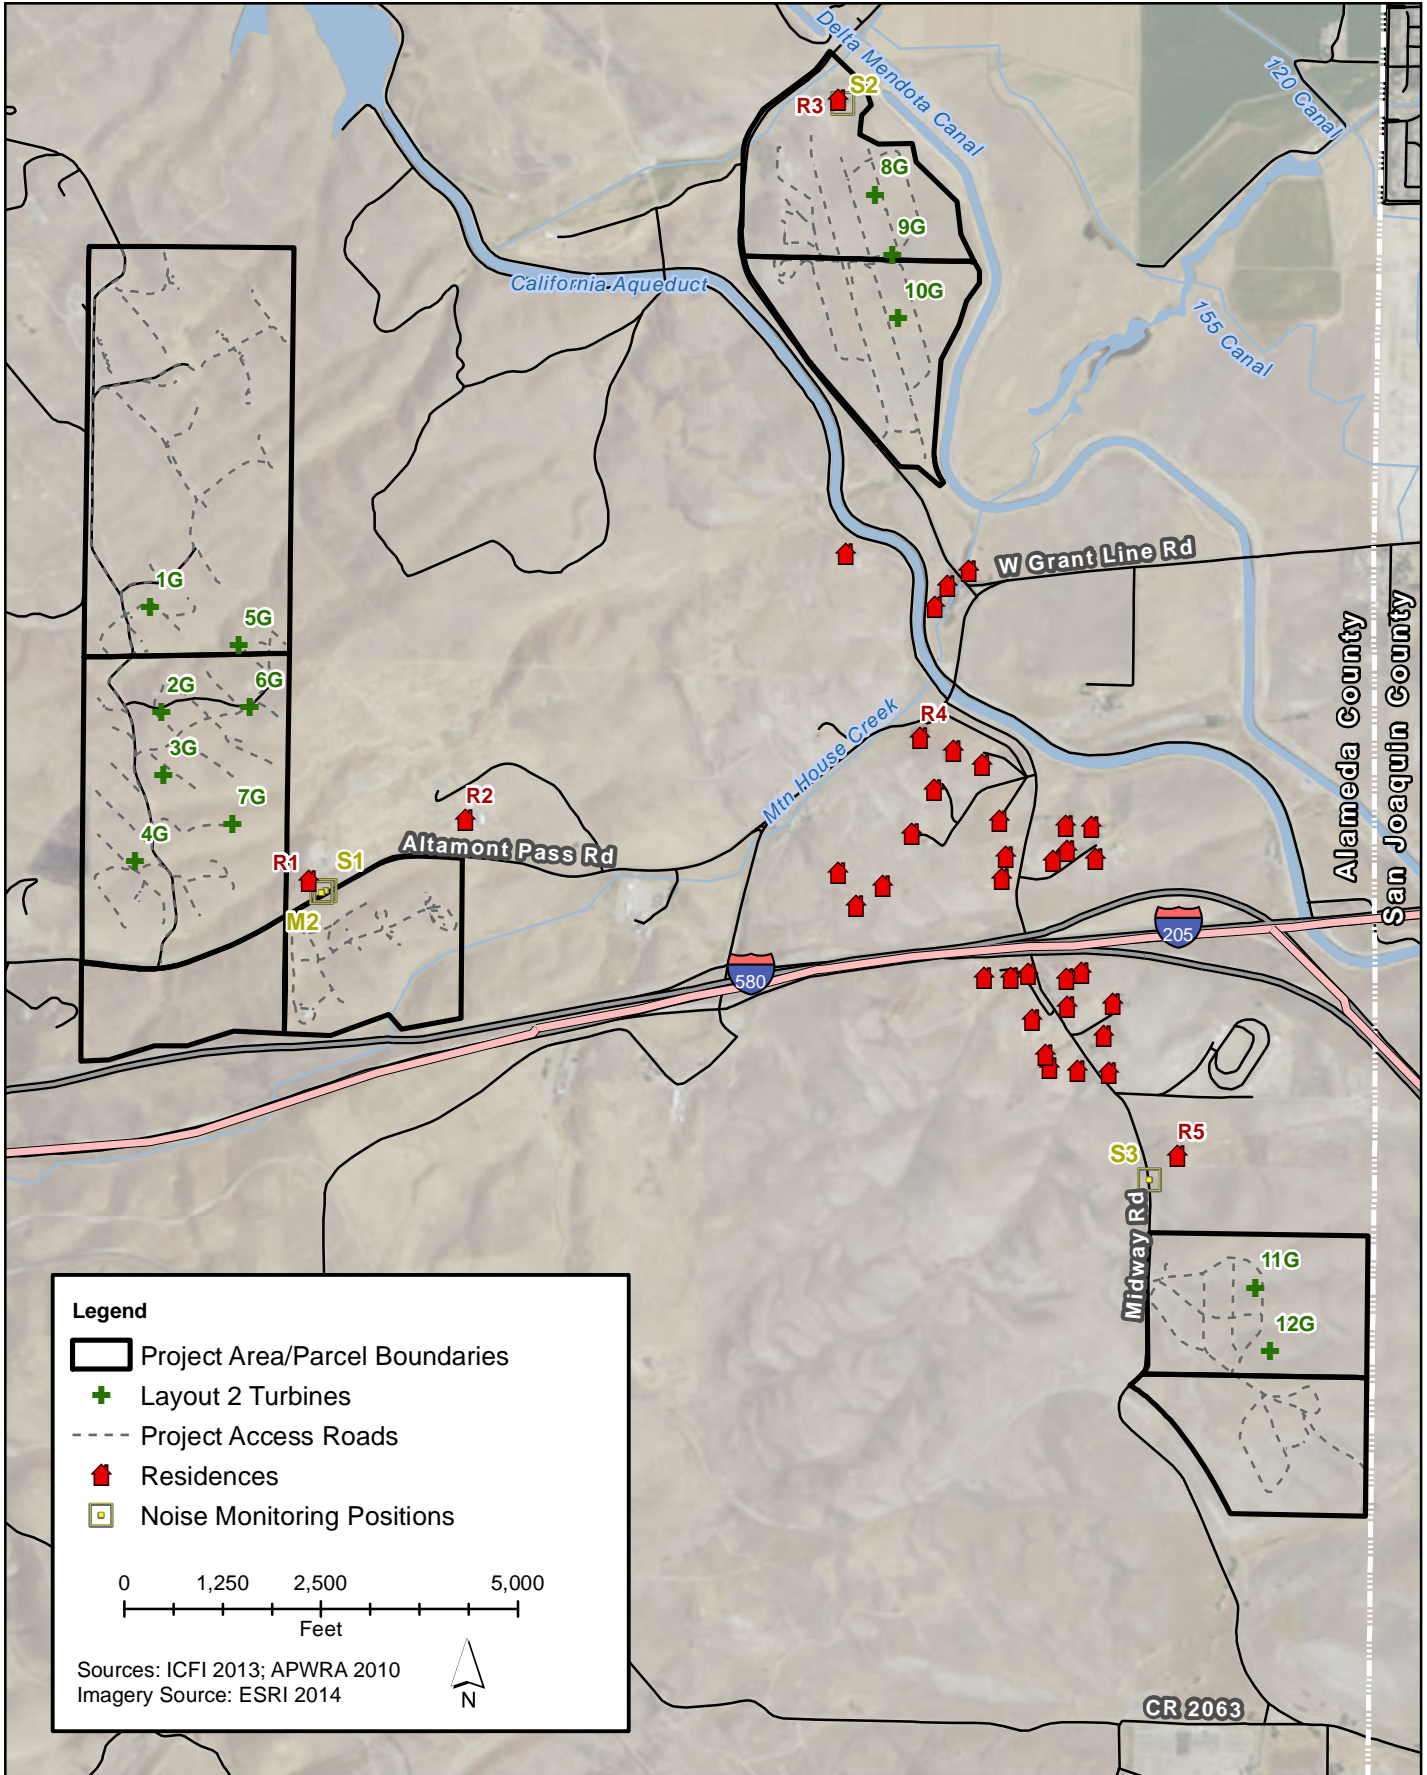 Delta Mendota Canal
S2
R3
120 Canal
8G
9G
California Aqueduct
10G
155 Canal
W Grant Line Rd
1G
5G
Alameda County
San Joaquin County
2G
6G
R4
3G
Mtn House Creek
7G
R2
4G
Altamont Pass Rd
R1
S1
M2
205
580
R5
S3
Midway Rd
11G
12G
Legend
Project Area/Parcel Boundaries
Layout 2 Turbines
Project Access Roads
Residences
Noise Monitoring Positions
0 1,250 2,500 5,000
Feet
Sources: ICFI 2013; APWRA 2010
Imagery Source: ESRI 2014
N
CR 2063